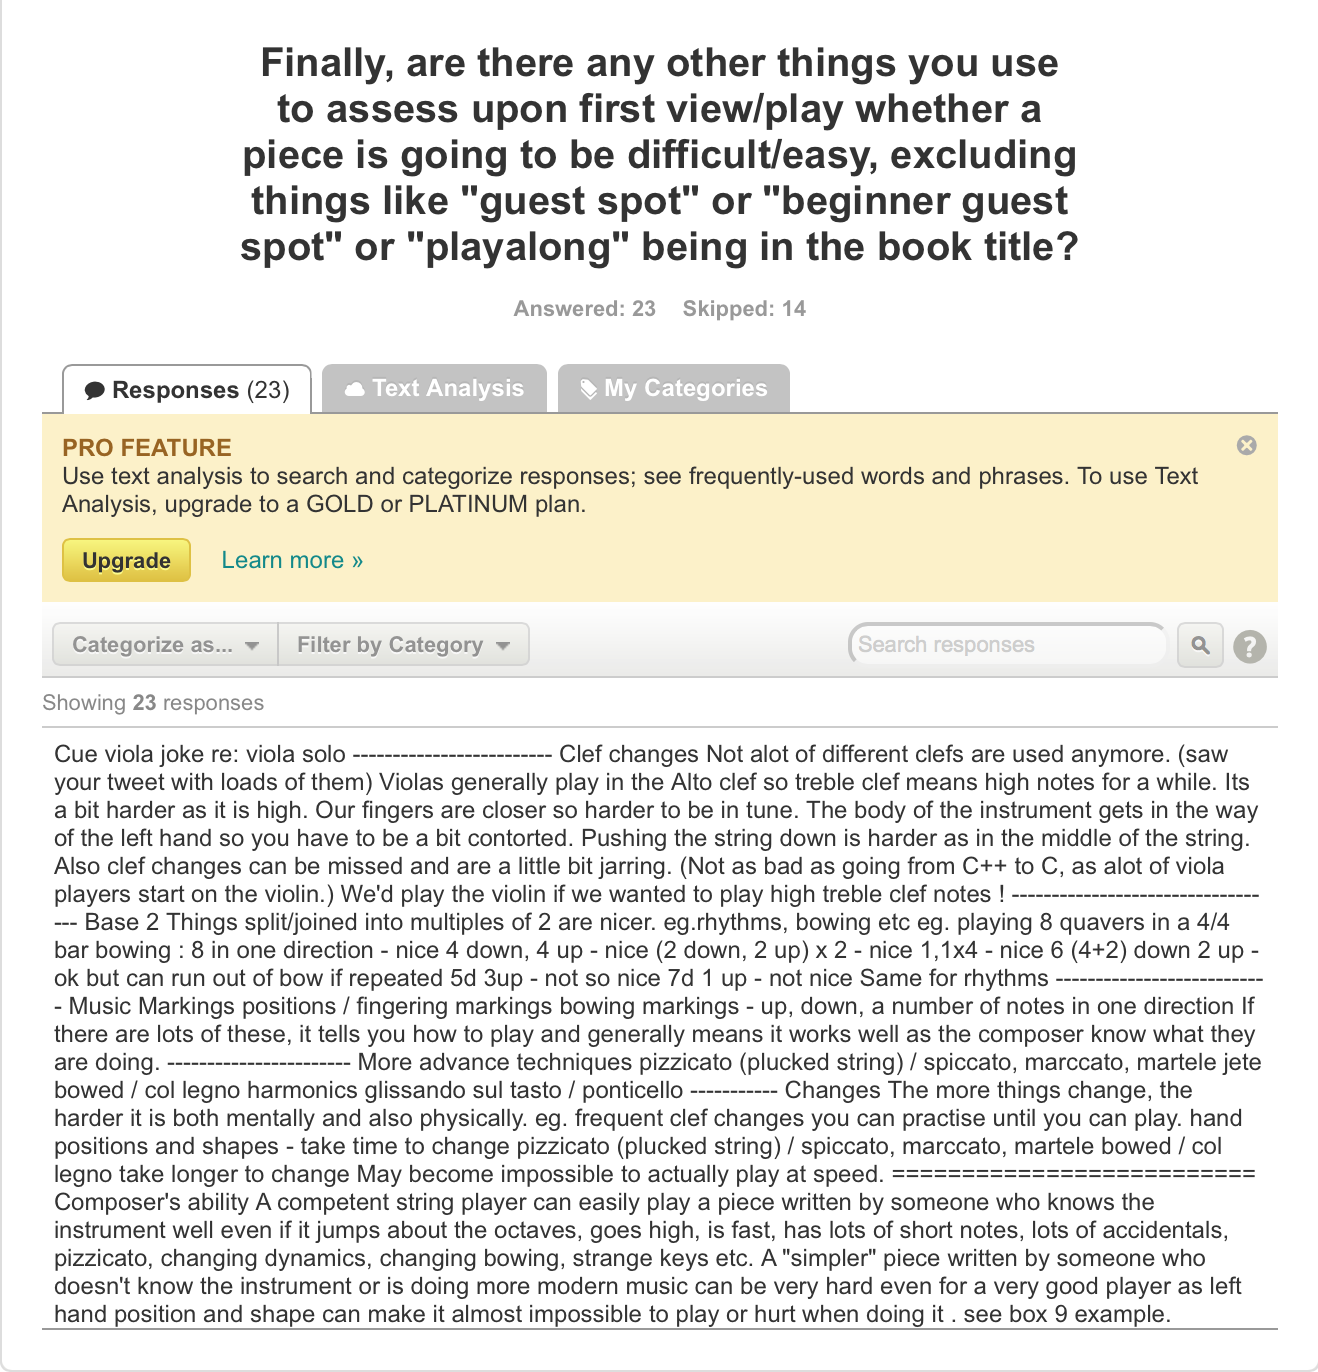 Finally, are there any other things you use
to assess upon first view/play whether a
piece is going to be difficult/easy, excluding
things like "guest spot" or "beginner guest
spot" or "playalong" being in the book title?
Answered: 23 Skipped: 14
Responses (23)
Text Analysis
My Categories
PRO FEATURE
Use text analysis to search and categorize responses; see frequently-used words and phrases. To use Text
Analysis, upgrade to a GOLD or PLATINUM plan.
Upgrade
Learn more »
Categorize as...
Filter by Category
Search responses
?
Showing 23 responses
Cue viola joke re: viola solo ------------------------- Clef changes Not alot of different clefs are used anymore. (saw
your tweet with loads of them) Violas generally play in the Alto clef so treble clef means high notes for a while. Its
a bit harder as it is high. Our fingers are closer so harder to be in tune. The body of the instrument gets in the way
of the left hand so you have to be a bit contorted. Pushing the string down is harder as in the middle of the string.
Also clef changes can be missed and are a little bit jarring. (Not as bad as going from C++ to C, as alot of viola
players start on the violin.) We'd play the violin if we wanted to play high treble clef notes ! -------------------------------
--- Base 2 Things split/joined into multiples of 2 are nicer. eg.rhythms, bowing etc eg. playing 8 quavers in a 4/4
bar bowing : 8 in one direction - nice 4 down, 4 up - nice (2 down, 2 up) x 2 - nice 1,1x4 - nice 6 (4+2) down 2 up -
ok but can run out of bow if repeated 5d 3up - not so nice 7d 1 up - not nice Same for rhythms --------------------------
- Music Markings positions / fingering markings bowing markings - up, down, a number of notes in one direction If
there are lots of these, it tells you how to play and generally means it works well as the composer know what they
are doing. ----------------------- More advance techniques pizzicato (plucked string) / spiccato, marccato, martele jete
bowed / col legno harmonics glissando sul tasto / ponticello ----------- Changes The more things change, the
harder it is both mentally and also physically. eg. frequent clef changes you can practise until you can play. hand
positions and shapes - take time to change pizzicato (plucked string) / spiccato, marccato, martele bowed / col
legno take longer to change May become impossible to actually play at speed. ==========================
Composer's ability A competent string player can easily play a piece written by someone who knows the
instrument well even if it jumps about the octaves, goes high, is fast, has lots of short notes, lots of accidentals,
pizzicato, changing dynamics, changing bowing, strange keys etc. A "simpler" piece written by someone who
doesn't know the instrument or is doing more modern music can be very hard even for a very good player as left
hand position and shape can make it almost impossible to play or hurt when doing it . see box 9 example.